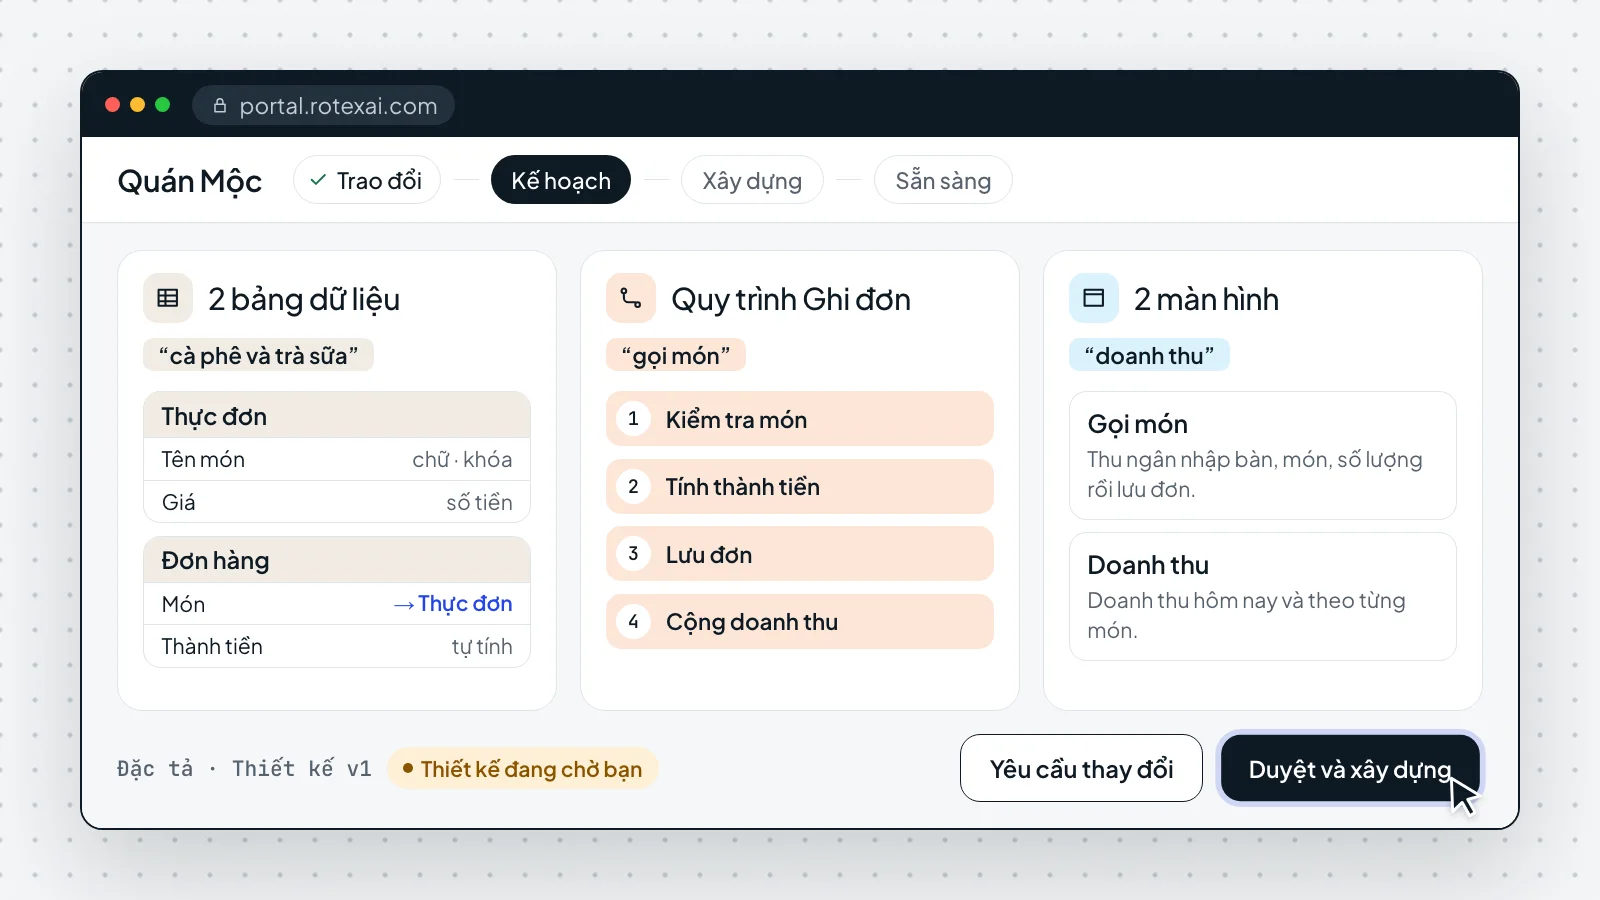 portal.rotexai.com
Quán Mộc
Trao đổi
Kế hoạch
Xây dựng
Sẵn sàng
2 bảng dữ liệu
“cà phê và trà sữa”
Thực đơn
Tên món chữ · khóa
Giá số tiền
Đơn hàng
Món → Thực đơn
Thành tiền tự tính
Quy trình Ghi đơn
“gọi món”
1 Kiểm tra món
2 Tính thành tiền
3 Lưu đơn
4 Cộng doanh thu
2 màn hình
“doanh thu”
Gọi món
Thu ngân nhập bàn, món, số lượng
rồi lưu đơn.
Doanh thu
Doanh thu hôm nay và theo từng
món.
Đặc tả · Thiết kế v1
Thiết kế đang chờ bạn
Yêu cầu thay đổi
Duyệt và xây dựng